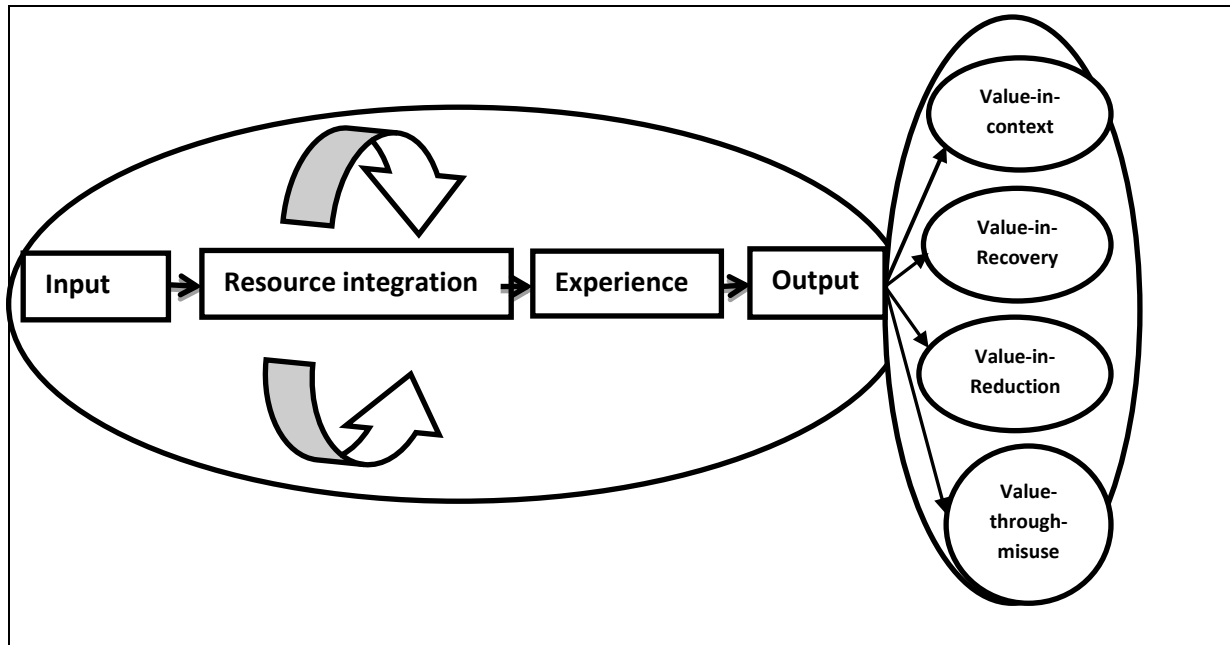 Input
Resource integration
Experience
Output
Value-in-
context
Value-in-
Recovery
Value-in-
Reduction
Value-
through-
misuse